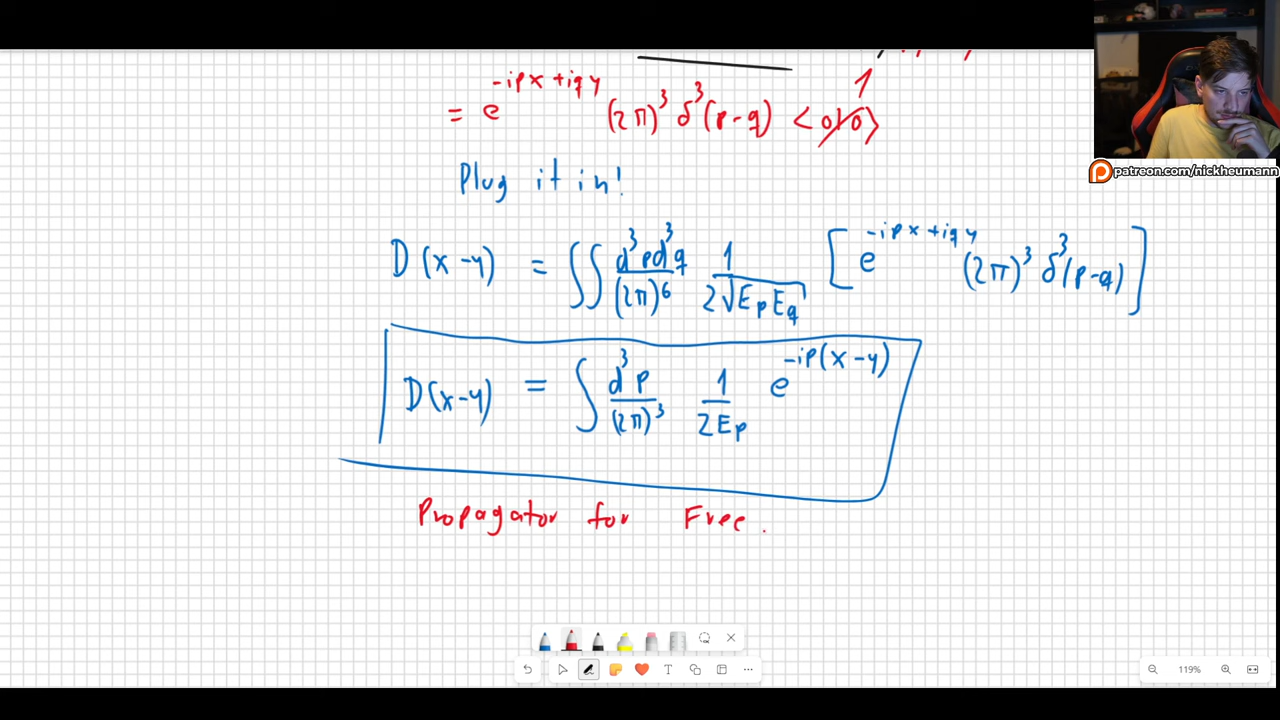 = e^{-ipx+iqy} (2π)^3 δ^3(p-q) <0|0> 1
patreon.com/nickheumann
Plug it in!
D(x-y) = ∫∫ d^3p d^3q / (2π)^6 1 / 2√(E_p E_q) [ e^{-ipx+iqy} (2π)^3 δ^3(p-q) ]
D(x-y) = ∫ d^3p / (2π)^3 1 / 2E_p e^{-ip(x-y)}
Propagator for Free.
119%